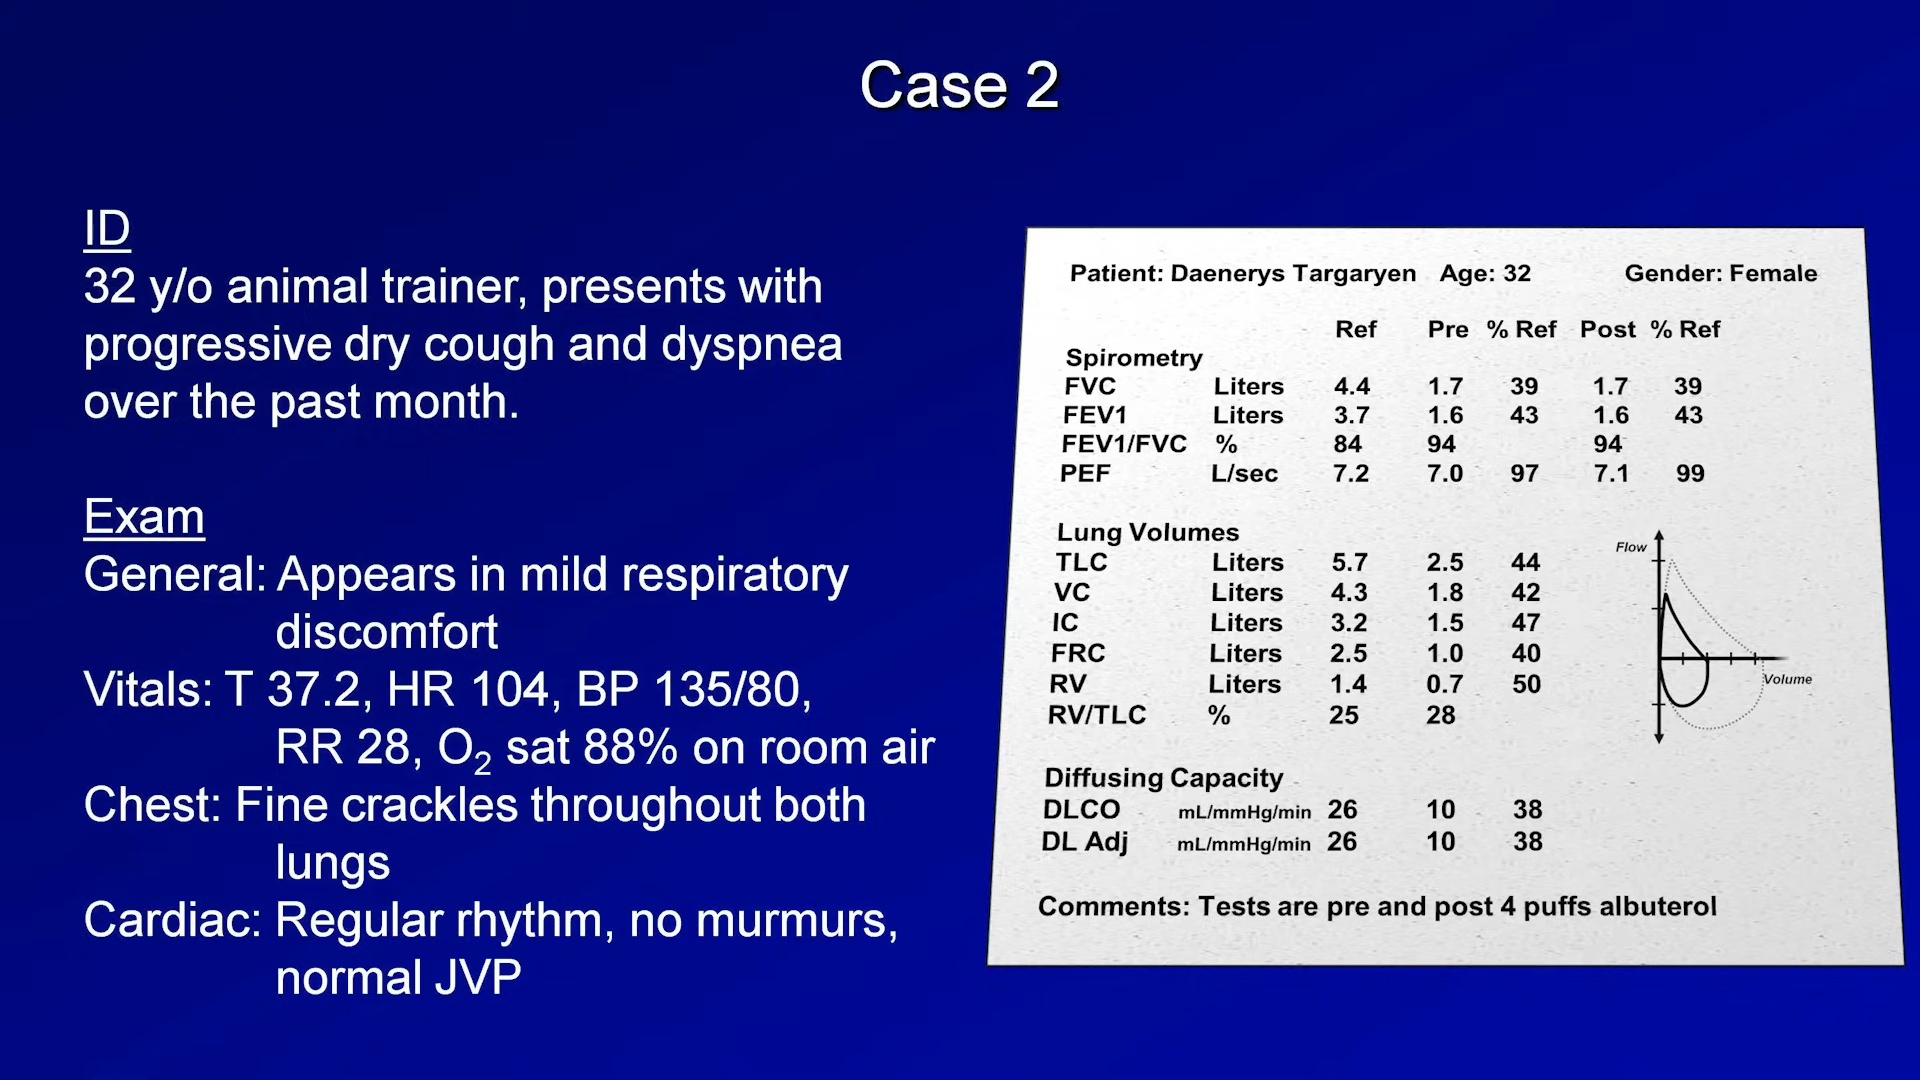 Case 2
ID
32 y/o animal trainer, presents with
progressive dry cough and dyspnea
over the past month.
Exam
General: Appears in mild respiratory
discomfort
Vitals: T 37.2, HR 104, BP 135/80,
RR 28, O2 sat 88% on room air
Chest: Fine crackles throughout both
lungs
Cardiac: Regular rhythm, no murmurs,
normal JVP
Patient: Daenerys Targaryen Age: 32 Gender: Female
Ref Pre % Ref Post % Ref
Spirometry
FVC Liters 4.4 1.7 39 1.7 39
FEV1 Liters 3.7 1.6 43 1.6 43
FEV1/FVC % 84 94 94
PEF L/sec 7.2 7.0 97 7.1 99
Lung Volumes
TLC Liters 5.7 2.5 44
VC Liters 4.3 1.8 42
IC Liters 3.2 1.5 47
FRC Liters 2.5 1.0 40
RV Liters 1.4 0.7 50
RV/TLC % 25 28
Flow
Volume
Diffusing Capacity
DLCO mL/mmHg/min 26 10 38
DL Adj mL/mmHg/min 26 10 38
Comments: Tests are pre and post 4 puffs albuterol